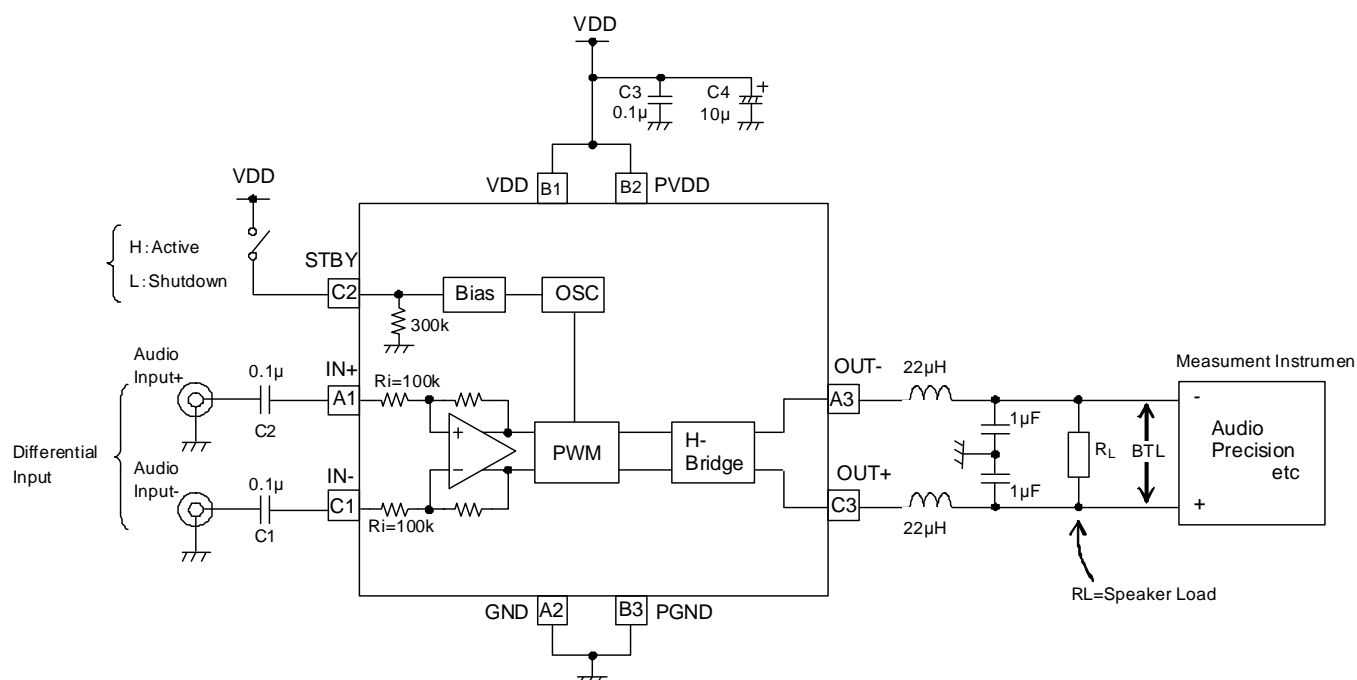 VDD
C3
0.1μ
C4
+
10μ
VDD
B1
B2
PVDD
VDD
H:Active
L:Shutdown
STBY
C2
Bias
OSC
300k
Audio
Input+
0.1μ
C2
IN+
A1
Ri=100k
Differential
Input
Audio
Input-
0.1μ
C1
IN-
C1
Ri=100k
+
−
PWM
H-
Bridge
OUT-
A3
22μH
OUT+
C3
22μH
1μF
1μF
RL
BTL
Measument Instrumen
-
Audio
Precision
etc
+
RL=Speaker Load
GND
A2
B3
PGND